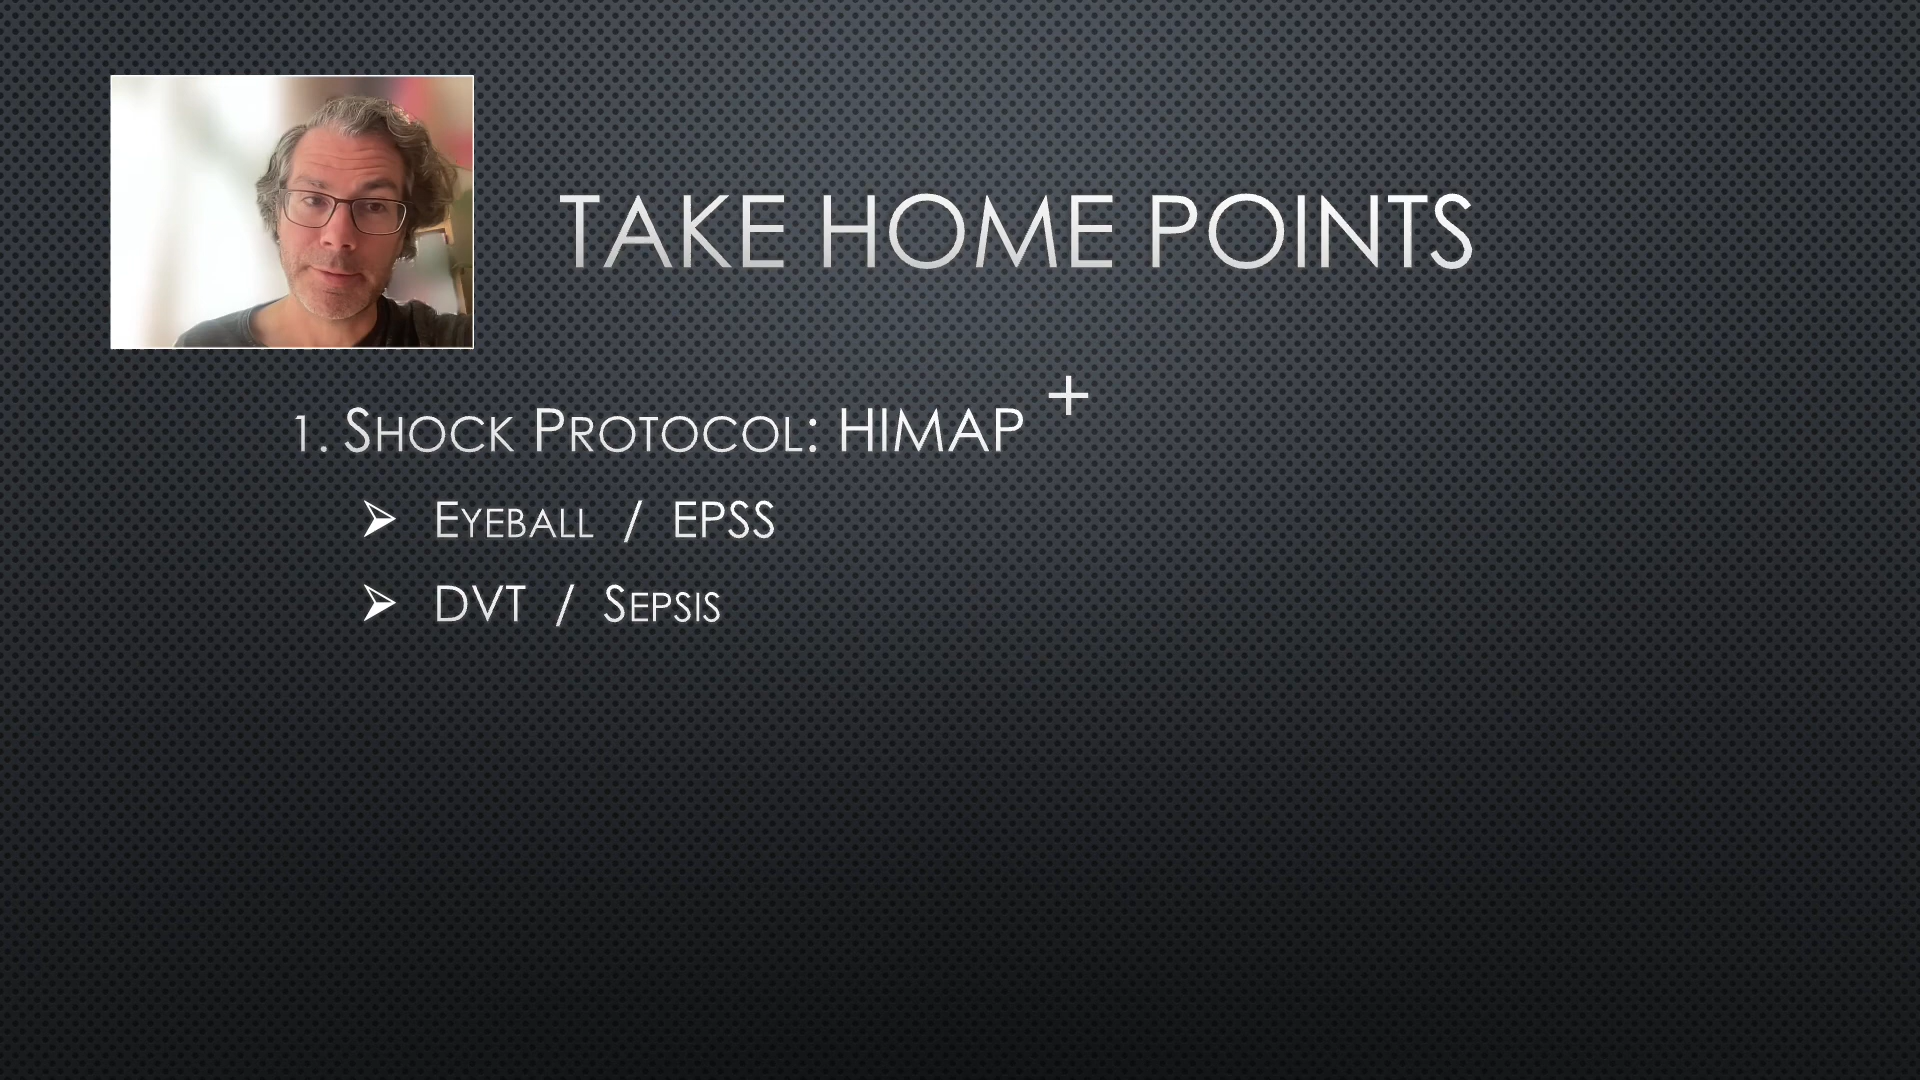 TAKE HOME POINTS
1. SHOCK PROTOCOL: HIMAP +
➢ EYEBALL / EPSS
➢ DVT / SEPSIS